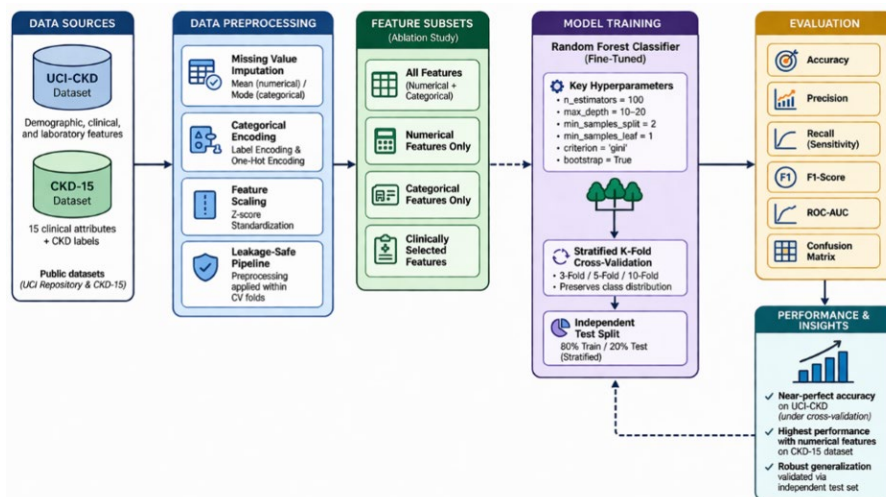 DATA SOURCES
UCI-CKD
Dataset
Demographic, clinical,
and laboratory features
CKD-15
Dataset
15 clinical attributes
+ CKD labels
Public datasets
(UCI Repository & CKD-15)
DATA PREPROCESSING
Missing Value
Imputation
Mean (numerical) /
Mode (categorical)
Categorical
Encoding
Label Encoding &
One-Hot Encoding
Feature
Scaling
Z-score
Standardization
Leakage-Safe
Pipeline
Preprocessing
applied within
CV folds
FEATURE SUBSETS
(Ablation Study)
All Features
(Numerical +
Categorical)
Numerical
Features Only
Categorical
Features Only
Clinically
Selected
Features
MODEL TRAINING
Random Forest Classifier
(Fine-Tuned)
Key Hyperparameters
• n_estimators = 100
• max_depth = 10–20
• min_samples_split = 2
• min_samples_leaf = 1
• criterion = 'gini'
• bootstrap = True
Stratified K-Fold
Cross-Validation
• 3-Fold / 5-Fold / 10-Fold
• Preserves class distribution
Independent
Test Split
80% Train / 20% Test
(Stratified)
EVALUATION
Accuracy
Precision
Recall
(Sensitivity)
F1
F1-Score
ROC-AUC
Confusion
Matrix
PERFORMANCE &
INSIGHTS
✓ Near-perfect accuracy
on UCI-CKD
(under cross-validation)
✓ Highest performance
with numerical features
on CKD-15 dataset
✓ Robust generalization
validated via
independent test set